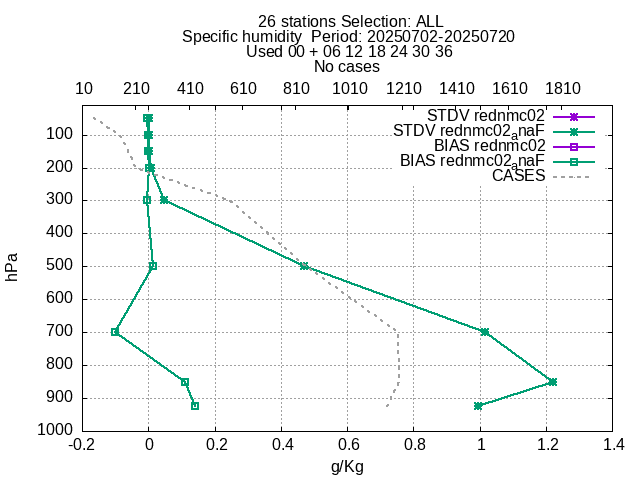 26 stations Selection: ALL
Specific humidity  Period: 20250702-20250720
Used 00 + 06 12 18 24 30 36
No cases
10 210 410 610 810 1010 1210 1410 1610 1810
STDV rednmc02
STDV rednmc02anaF
BIAS rednmc02
BIAS rednmc02anaF
CASES
100
200
300
400
500
600
700
800
900
1000
hPa
-0.2 0 0.2 0.4 0.6 0.8 1 1.2 1.4
g/Kg